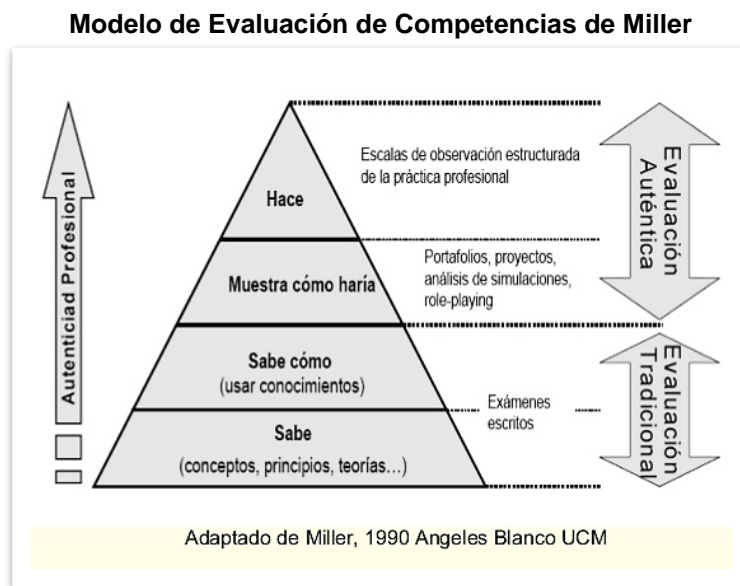 Modelo de Evaluación de Competencias de Miller
Autenticiad Profesional
Hace
Muestra cómo haría
Sabe cómo
(usar conocimientos)
Sabe
(conceptos, principios, teorías...)
Escalas de observación estructurada
de la práctica profesional
Portafolios, proyectos,
análisis de simulaciones,
role-playing
Exámenes
escritos
Evaluación
Auténtica
Evaluación
Tradicional
Adaptado de Miller, 1990 Angeles Blanco UCM